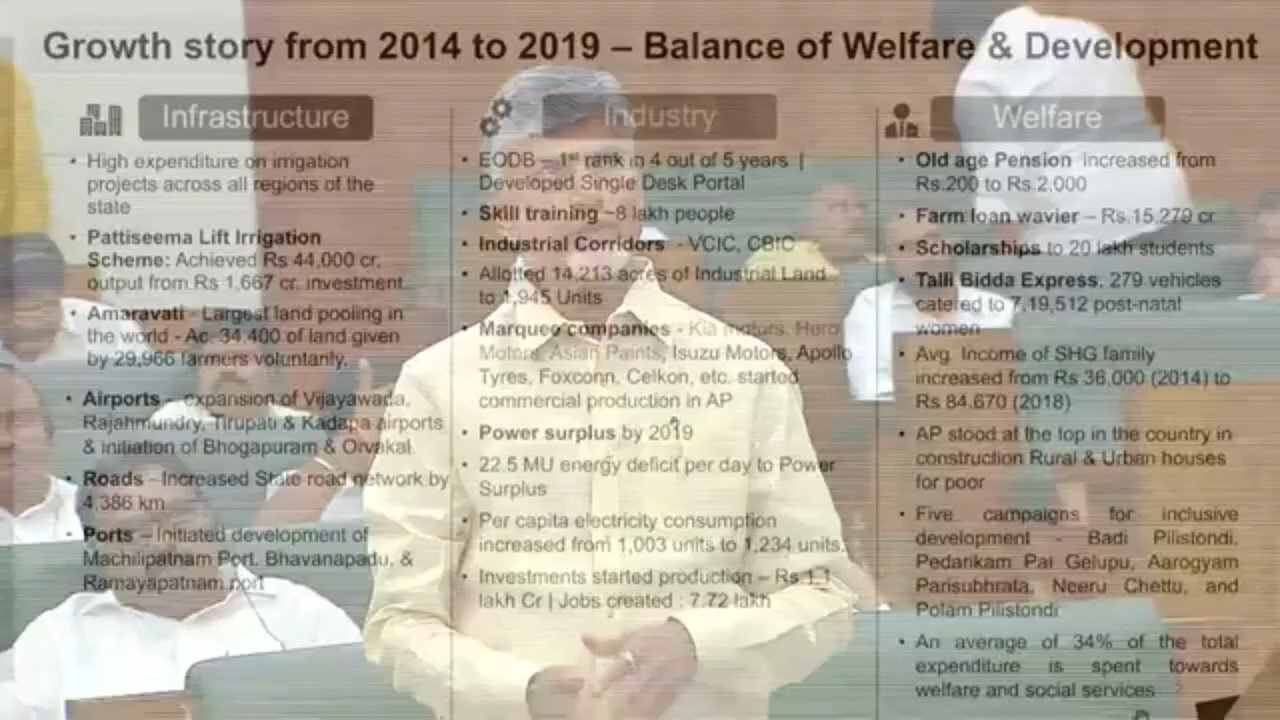 Growth story from 2014 to 2019 – Balance of Welfare & Development
Infrastructure
• High expenditure on irrigation
projects across all regions of the
state
• Pattiseema Lift Irrigation
Scheme: Achieved Rs 44,000 cr.
output from Rs 1,667 cr. investment
• Amaravati - Largest land pooling in
the world - Ac. 34,400 of land given
by 29,966 farmers voluntarily.
• Airports – expansion of Vijayawada,
Rajahmundry, Tirupati & Kadapa airports
& initiation of Bhogapuram & Orvakal.
• Roads – Increased State road network by
4,386 km
• Ports – Initiated development of
Machilipatnam Port, Bhavanapadu, &
Ramayapatnam port
Industry
• EODB – 1st rank in 4 out of 5 years |
Developed Single Desk Portal
• Skill training ~8 lakh people
• Industrial Corridors - VCIC, CBIC
• Allotted 14,213 acres of Industrial Land
to 1,945 Units
• Marquee companies - Kia motors, Hero
Motors, Asian Paints, Isuzu Motors, Apollo
Tyres, Foxconn, Celkon, etc. started
commercial production in AP
• Power surplus by 2019
• 22.5 MU energy deficit per day to Power
Surplus
• Per capita electricity consumption
increased from 1,003 units to 1,234 units.
• Investments started production – Rs.1.1
lakh Cr | Jobs created : 7.72 lakh
Welfare
• Old age Pension increased from
Rs.200 to Rs.2,000
• Farm loan wavier – Rs.15,279 cr
• Scholarships to 20 lakh students
• Talli Bidda Express, 279 vehicles
catered to 7,19,512 post-natal
women
• Avg. Income of SHG family
increased from Rs 36,000 (2014) to
Rs 84,670 (2018)
• AP stood at the top in the country in
construction Rural & Urban houses
for poor
• Five campaigns for inclusive
development - Badi Pilistondi,
Pedarikam Pai Gelupu, Aarogyam
Parisubhrata, Neeru Chettu, and
Polam Pilistondi
• An average of 34% of the total
expenditure is spent towards
welfare and social services